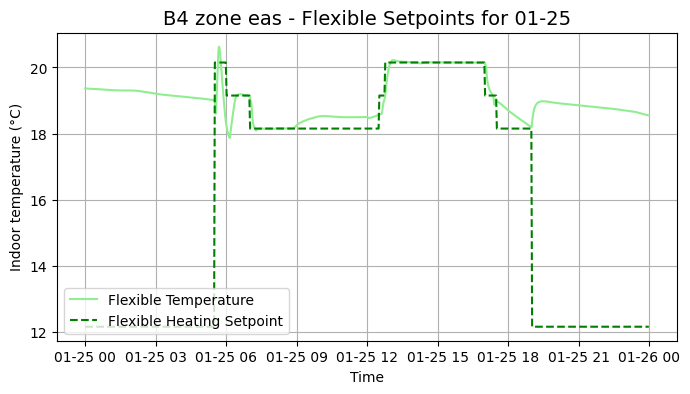 B4 zone eas - Flexible Setpoints for 01-25
Indoor temperature (°C)
20
18
16
14
12
Flexible Temperature
Flexible Heating Setpoint
01-25 00 01-25 03 01-25 06 01-25 09 01-25 12 01-25 15 01-25 18 01-25 21 01-26 00
Time